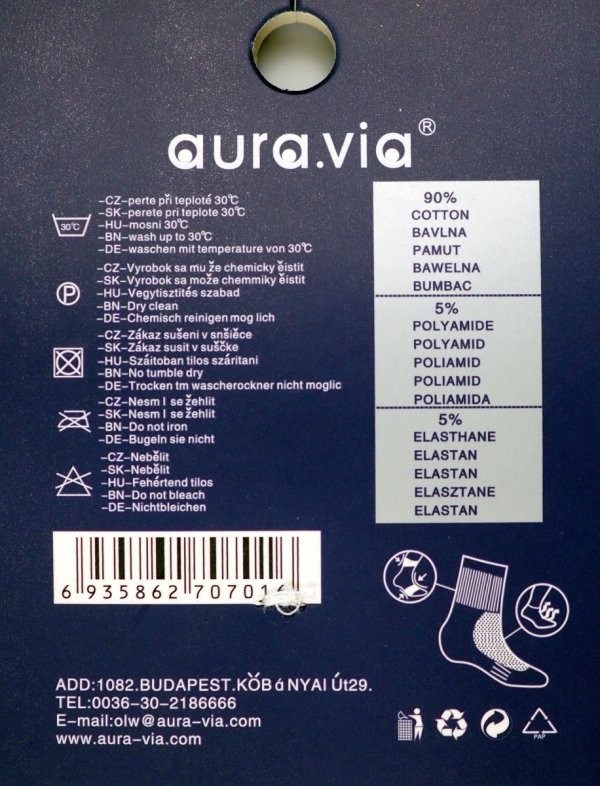 aura.via®
30°C
-CZ-perte při teploté 30℃
-SK-perete pri teplote 30℃
-HU-mosni 30℃
-BN-wash up to 30℃
-DE-waschen mit temperature von 30℃
P
-CZ-Vyrobok sa mu že chemicky ěistit
-SK-Vyrobok sa može chemmiky ěistit
-HU-Vegytisztités szabad
-BN-Dry clean
-DE-Chemisch reinigen mog lich
-CZ-Zákaz sušeni v snšièce
-SK-Zákaz susit v suščke
-HU-Száitoban tilos száritani
-BN-No tumble dry
-DE-Trocken tm wascherockner nicht moglic
-CZ-Nesm I se žehlit
-SK-Nesm I se žehlit
-BN-Do not iron
-DE-Bugeln sie nicht
-CZ-Nebělit
-SK-Nebělit
-HU-Fehértend tilos
-BN-Do not bleach
-DE-Nichtbleichen
90%
COTTON
BAVLNA
PAMUT
BAWELNA
BUMBAC
5%
POLYAMIDE
POLYAMID
POLIAMID
POLIAMID
POLIAMIDA
5%
ELASTHANE
ELASTAN
ELASTAN
ELASZTANE
ELASTAN
6 935862 707016
ADD:1082.BUDAPEST.KŎB á NYAI Út29.
TEL:0036-30-2186666
E-mail:olw@aura-via.com
www.aura-via.com
PAP